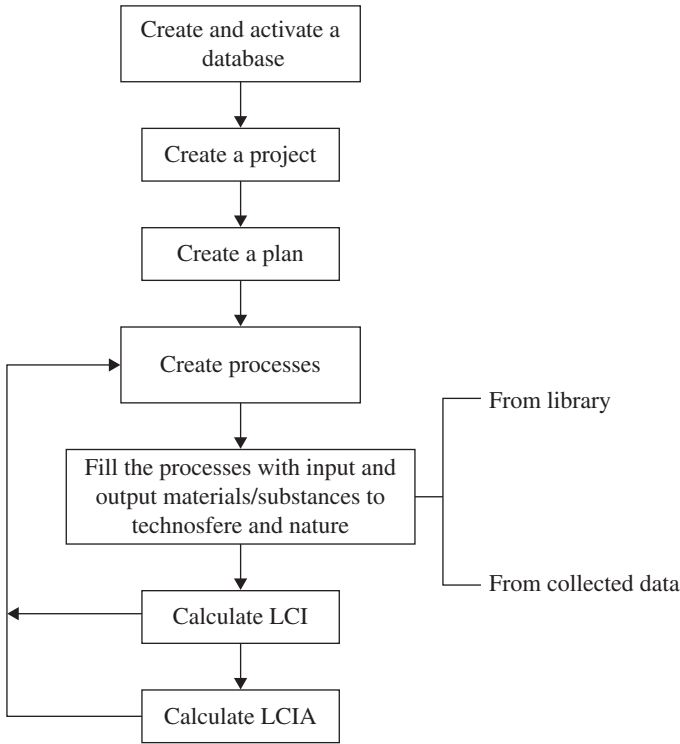 Create and activate a
database
Create a project
Create a plan
Create processes
From library
Fill the processes with input and
output materials/substances to
technosfere and nature
From collected data
Calculate LCI
Calculate LCIA